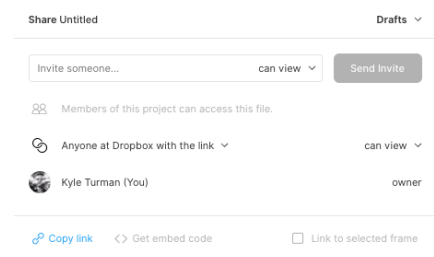 Share Untitled Drafts
Invite someone... can view Send Invite
Members of this project can access this file.
Anyone at Dropbox with the link can view
Kyle Turman (You) owner
Copy link <> Get embed code Link to selected frame